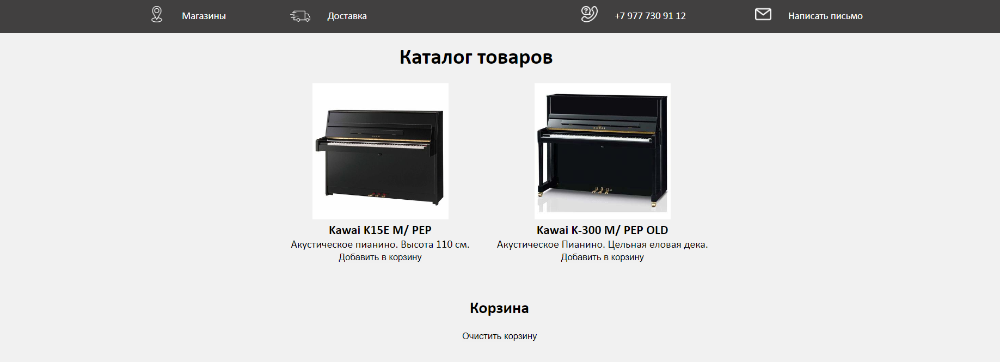 Магазины
Доставка
+7 977 730 91 12
Написать письмо
Каталог товаров
KAWAI
KAWAI
Kawai K15E M/ PEP
Акустическое пианино. Высота 110 см.
Добавить в корзину
Kawai K-300 M/ PEP OLD
Акустическое Пианино. Цельная еловая дека.
Добавить в корзину
Корзина
Очистить корзину